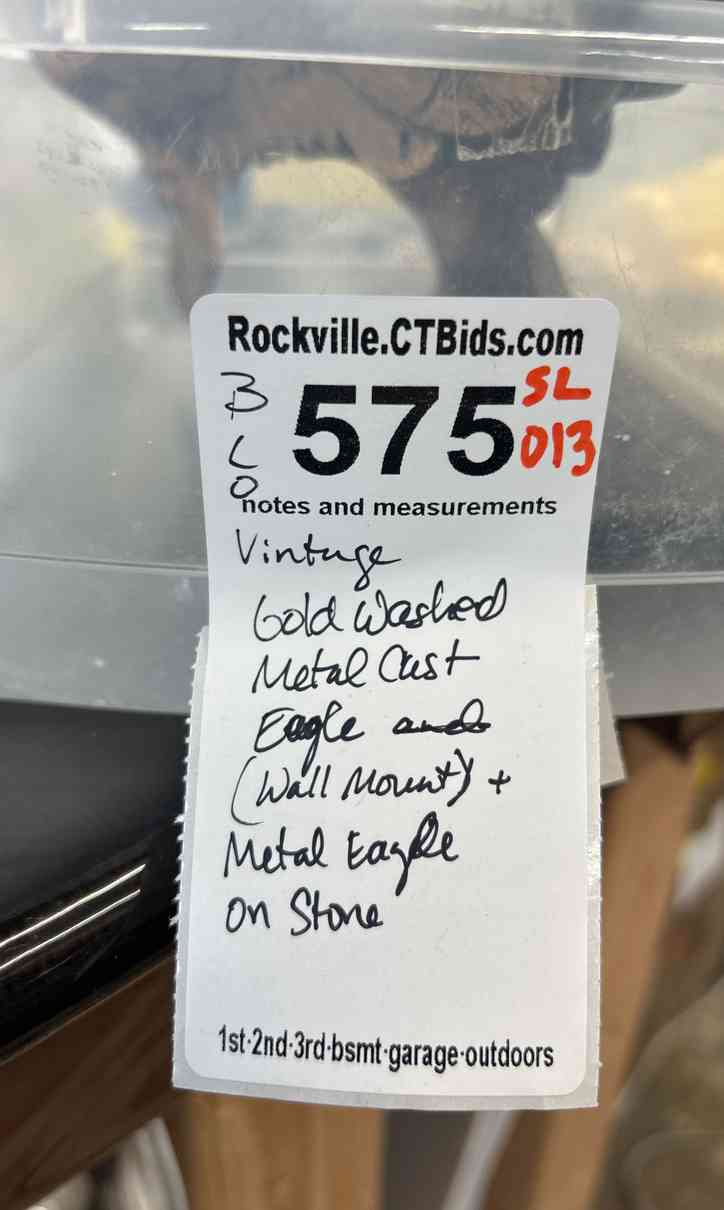 Rockville.CTBids.com
B L O
575
SL
013
notes and measurements
Vintage
Gold Washed
Metal Cast
Eagle and
(Wall Mount) +
Metal Eagle
on Stone
1st·2nd·3rd·bsmt·garage·outdoors